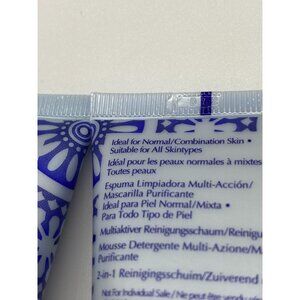 Ideal for Normal/Combination Skin •
Suitable for All Skintypes
Idéal pour les peaux normales à mixtes
Toutes peaux
Espuma Limpiadora Multi-Acción/
Mascarilla Purificante
Ideal para Piel Normal/Mixta •
Para Todo Tipo de Piel
Multiaktiver Reinigungsschaum/Reinigu
Mousse Detergente Multi-Azione/M
Purificante
2-in-1 Reinigingsschuim/Zuiverend
Not For Individual Sale / Ne peut être vendu